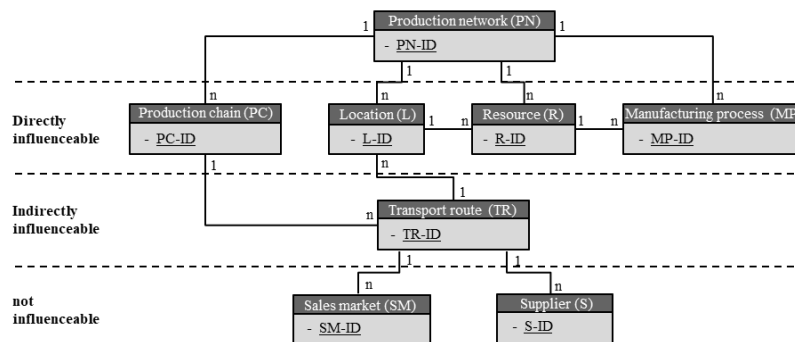 Production network (PN)
- PN-ID
1
1
1
1
n
n
n
n
Directly
influenceable
Production chain (PC)
- PC-ID
Location (L)
- L-ID
1
n
Resource (R)
- R-ID
1
n
Manufacturing process (MP
- MP-ID
1
n
1
Indirectly
influenceable
n
Transport route (TR)
- TR-ID
1
1
n
n
not
influenceable
Sales market (SM)
- SM-ID
Supplier (S)
- S-ID